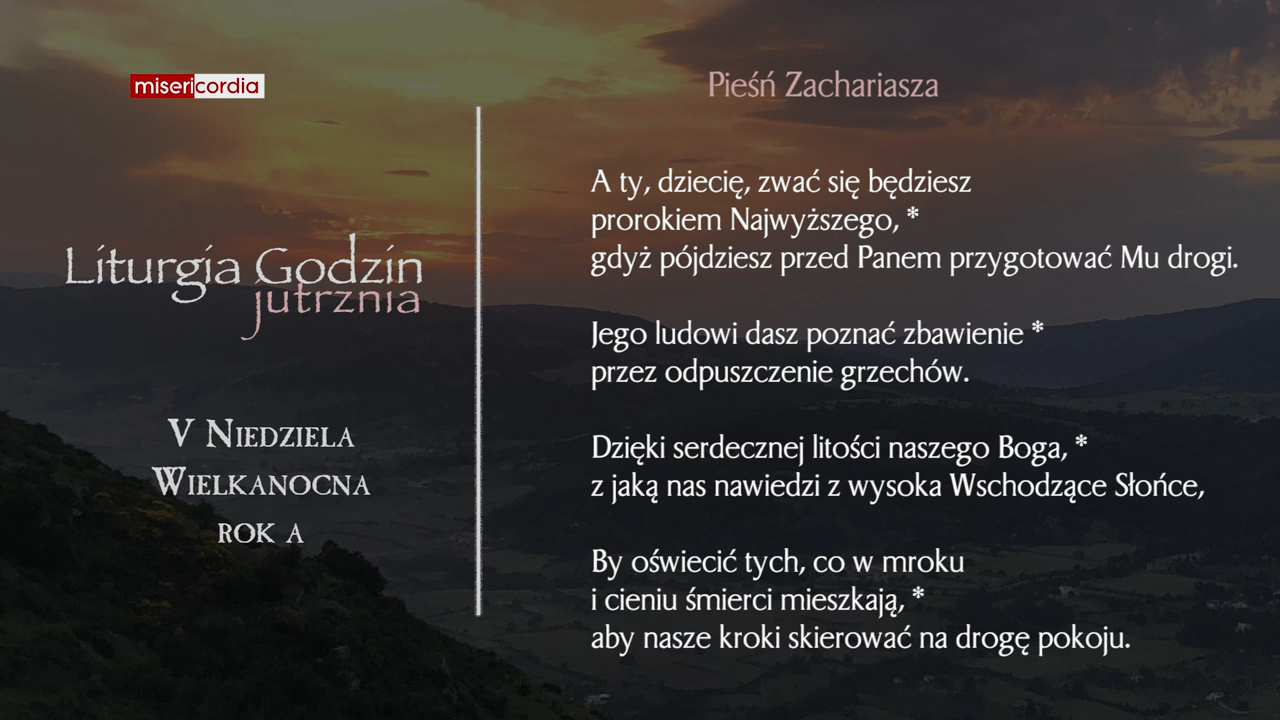 misericordia
Liturgia Godzin
jutrznia
V Niedziela
Wielkanocna
rok A
Pieśń Zachariasza
A ty, dziecię, zwać się będziesz
prorokiem Najwyższego, *
gdyż pójdziesz przed Panem przygotować Mu drogi.
Jego ludowi dasz poznać zbawienie *
przez odpuszczenie grzechów.
Dzięki serdecznej litości naszego Boga, *
z jaką nas nawiedzi z wysoka Wschodzące Słońce,
By oświecić tych, co w mroku
i cieniu śmierci mieszkają, *
aby nasze kroki skierować na drogę pokoju.